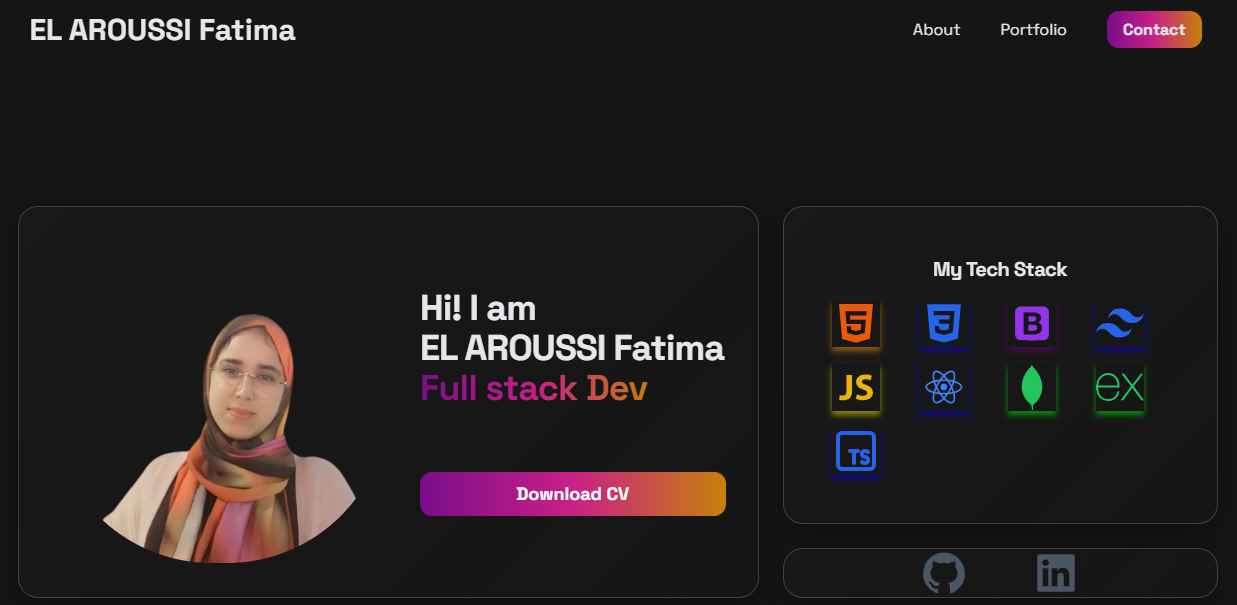 EL AROUSSI Fatima
About
Portfolio
Contact
Hi! I am
EL AROUSSI Fatima
Full stack Dev
Download CV
My Tech Stack
5
3
B
JS
ex
TS
in